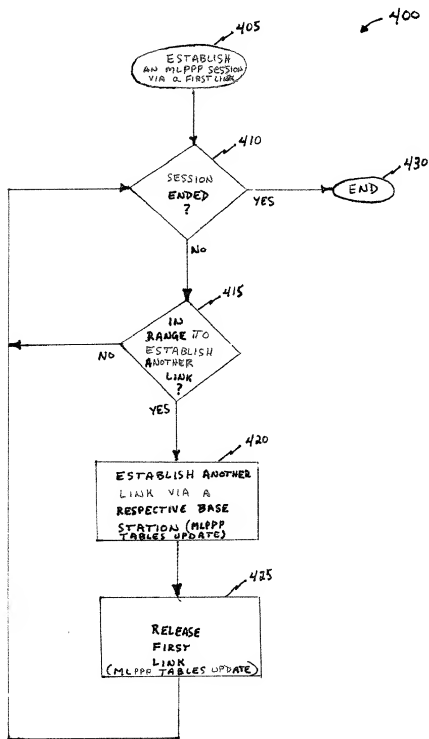 400
405
ESTABLISH
AN MLPPP SESSION
VIA a FIRST LINK
410
SESSION
ENDED
?
YES
430
END
NO
415
IN
RANGE TO
ESTABLISH
ANOTHER
LINK
?
NO
YES
420
ESTABLISH ANOTHER
LINK VIA A
RESPECTIVE BASE
STATION (MLPPP
TABLES UPDATE)
425
RELEASE
FIRST
LINK
(MLPPP TABLES UPDATE)